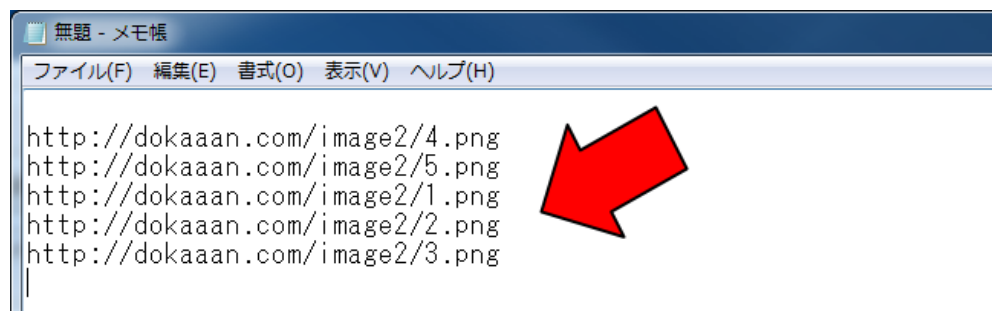 無題 - メモ帳
ファイル(F) 編集(E) 書式(O) 表示(V) ヘルプ(H)
http://dokaaan.com/image2/4.png
http://dokaaan.com/image2/5.png
http://dokaaan.com/image2/1.png
http://dokaaan.com/image2/2.png
http://dokaaan.com/image2/3.png